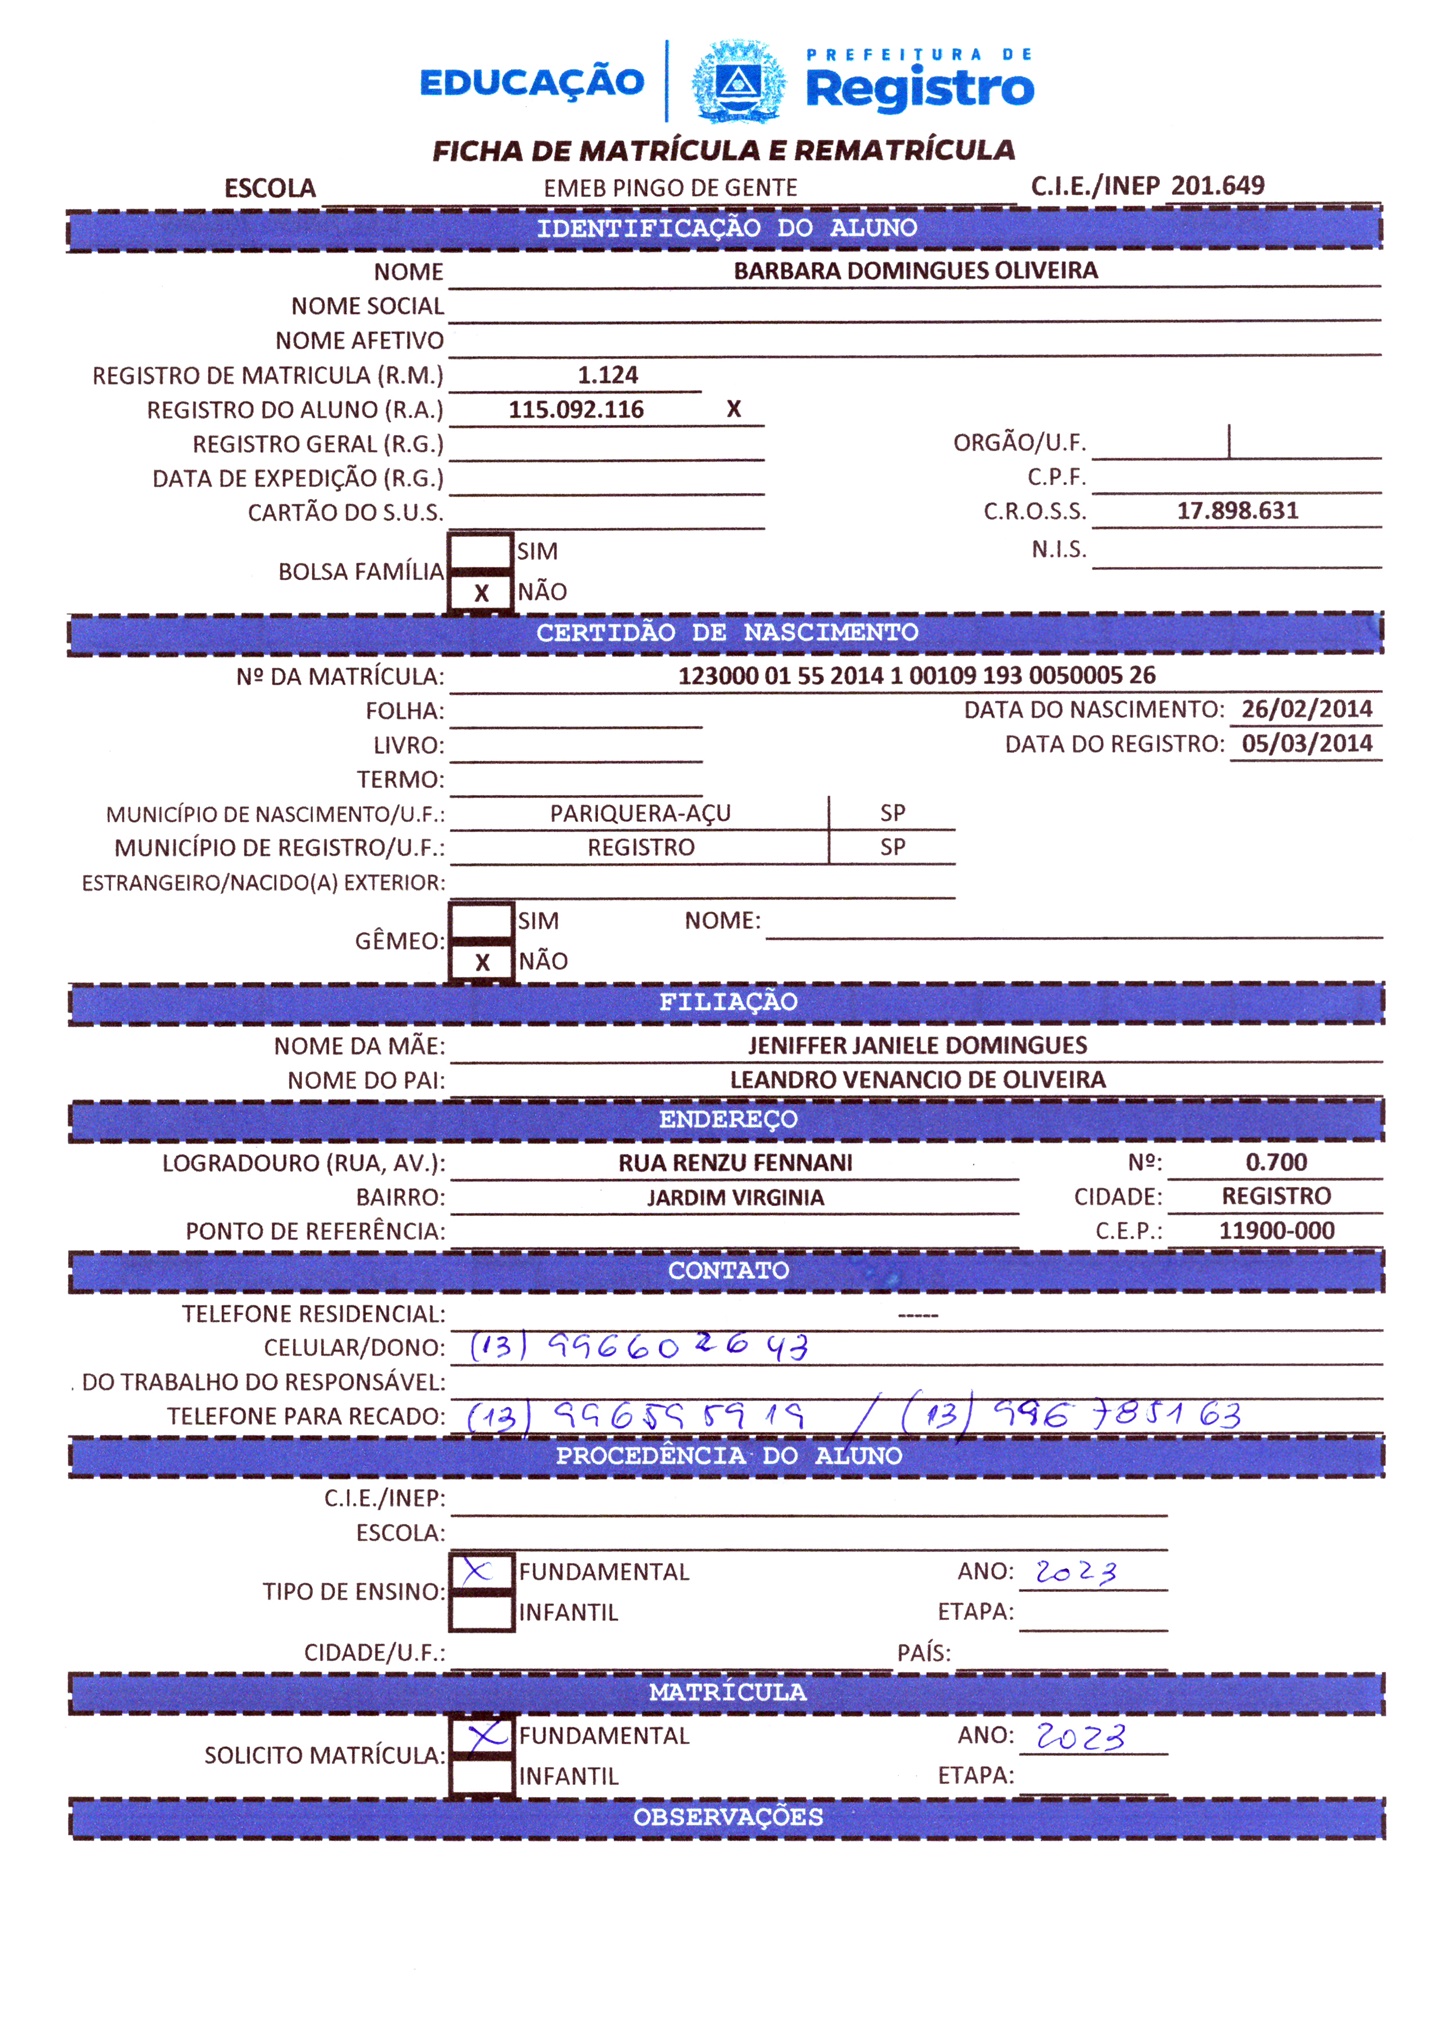 EDUCAÇÃO
PREFEITURA DE
Registro
FICHA DE MATRÍCULA E REMATRÍCULA
ESCOLA EMEB PINGO DE GENTE C.I.E./INEP 201.649
IDENTIFICAÇÃO DO ALUNO
NOME BARBARA DOMINGUES OLIVEIRA
NOME SOCIAL
NOME AFETIVO
REGISTRO DE MATRICULA (R.M.) 1.124
REGISTRO DO ALUNO (R.A.) 115.092.116 X
REGISTRO GERAL (R.G.) ORGÃO/U.F.
DATA DE EXPEDIÇÃO (R.G.) C.P.F.
CARTÃO DO S.U.S. C.R.O.S.S. 17.898.631
SIM N.I.S.
BOLSA FAMÍLIA
X NÃO
CERTIDÃO DE NASCIMENTO
Nº DA MATRÍCULA: 123000 01 55 2014 1 00109 193 0050005 26
FOLHA: DATA DO NASCIMENTO: 26/02/2014
LIVRO: DATA DO REGISTRO: 05/03/2014
TERMO:
MUNICÍPIO DE NASCIMENTO/U.F.: PARIQUERA-AÇU SP
MUNICÍPIO DE REGISTRO/U.F.: REGISTRO SP
ESTRANGEIRO/NACIDO(A) EXTERIOR:
SIM NOME:
GÊMEO:
X NÃO
FILIAÇÃO
NOME DA MÃE: JENIFFER JANIELE DOMINGUES
NOME DO PAI: LEANDRO VENANCIO DE OLIVEIRA
ENDEREÇO
LOGRADOURO (RUA, AV.): RUA RENZU FENNANI Nº: 0.700
BAIRRO: JARDIM VIRGINIA CIDADE: REGISTRO
PONTO DE REFERÊNCIA: C.E.P.: 11900-000
CONTATO
TELEFONE RESIDENCIAL: -----
CELULAR/DONO: (13) 996602643
. DO TRABALHO DO RESPONSÁVEL:
TELEFONE PARA RECADO: (13) 996595919 / (13) 996785163
PROCEDÊNCIA DO ALUNO
C.I.E./INEP:
ESCOLA:
X FUNDAMENTAL ANO: 2023
TIPO DE ENSINO:
INFANTIL ETAPA:
CIDADE/U.F.: PAÍS:
MATRÍCULA
X FUNDAMENTAL ANO: 2023
SOLICITO MATRÍCULA:
INFANTIL ETAPA:
OBSERVAÇÕES